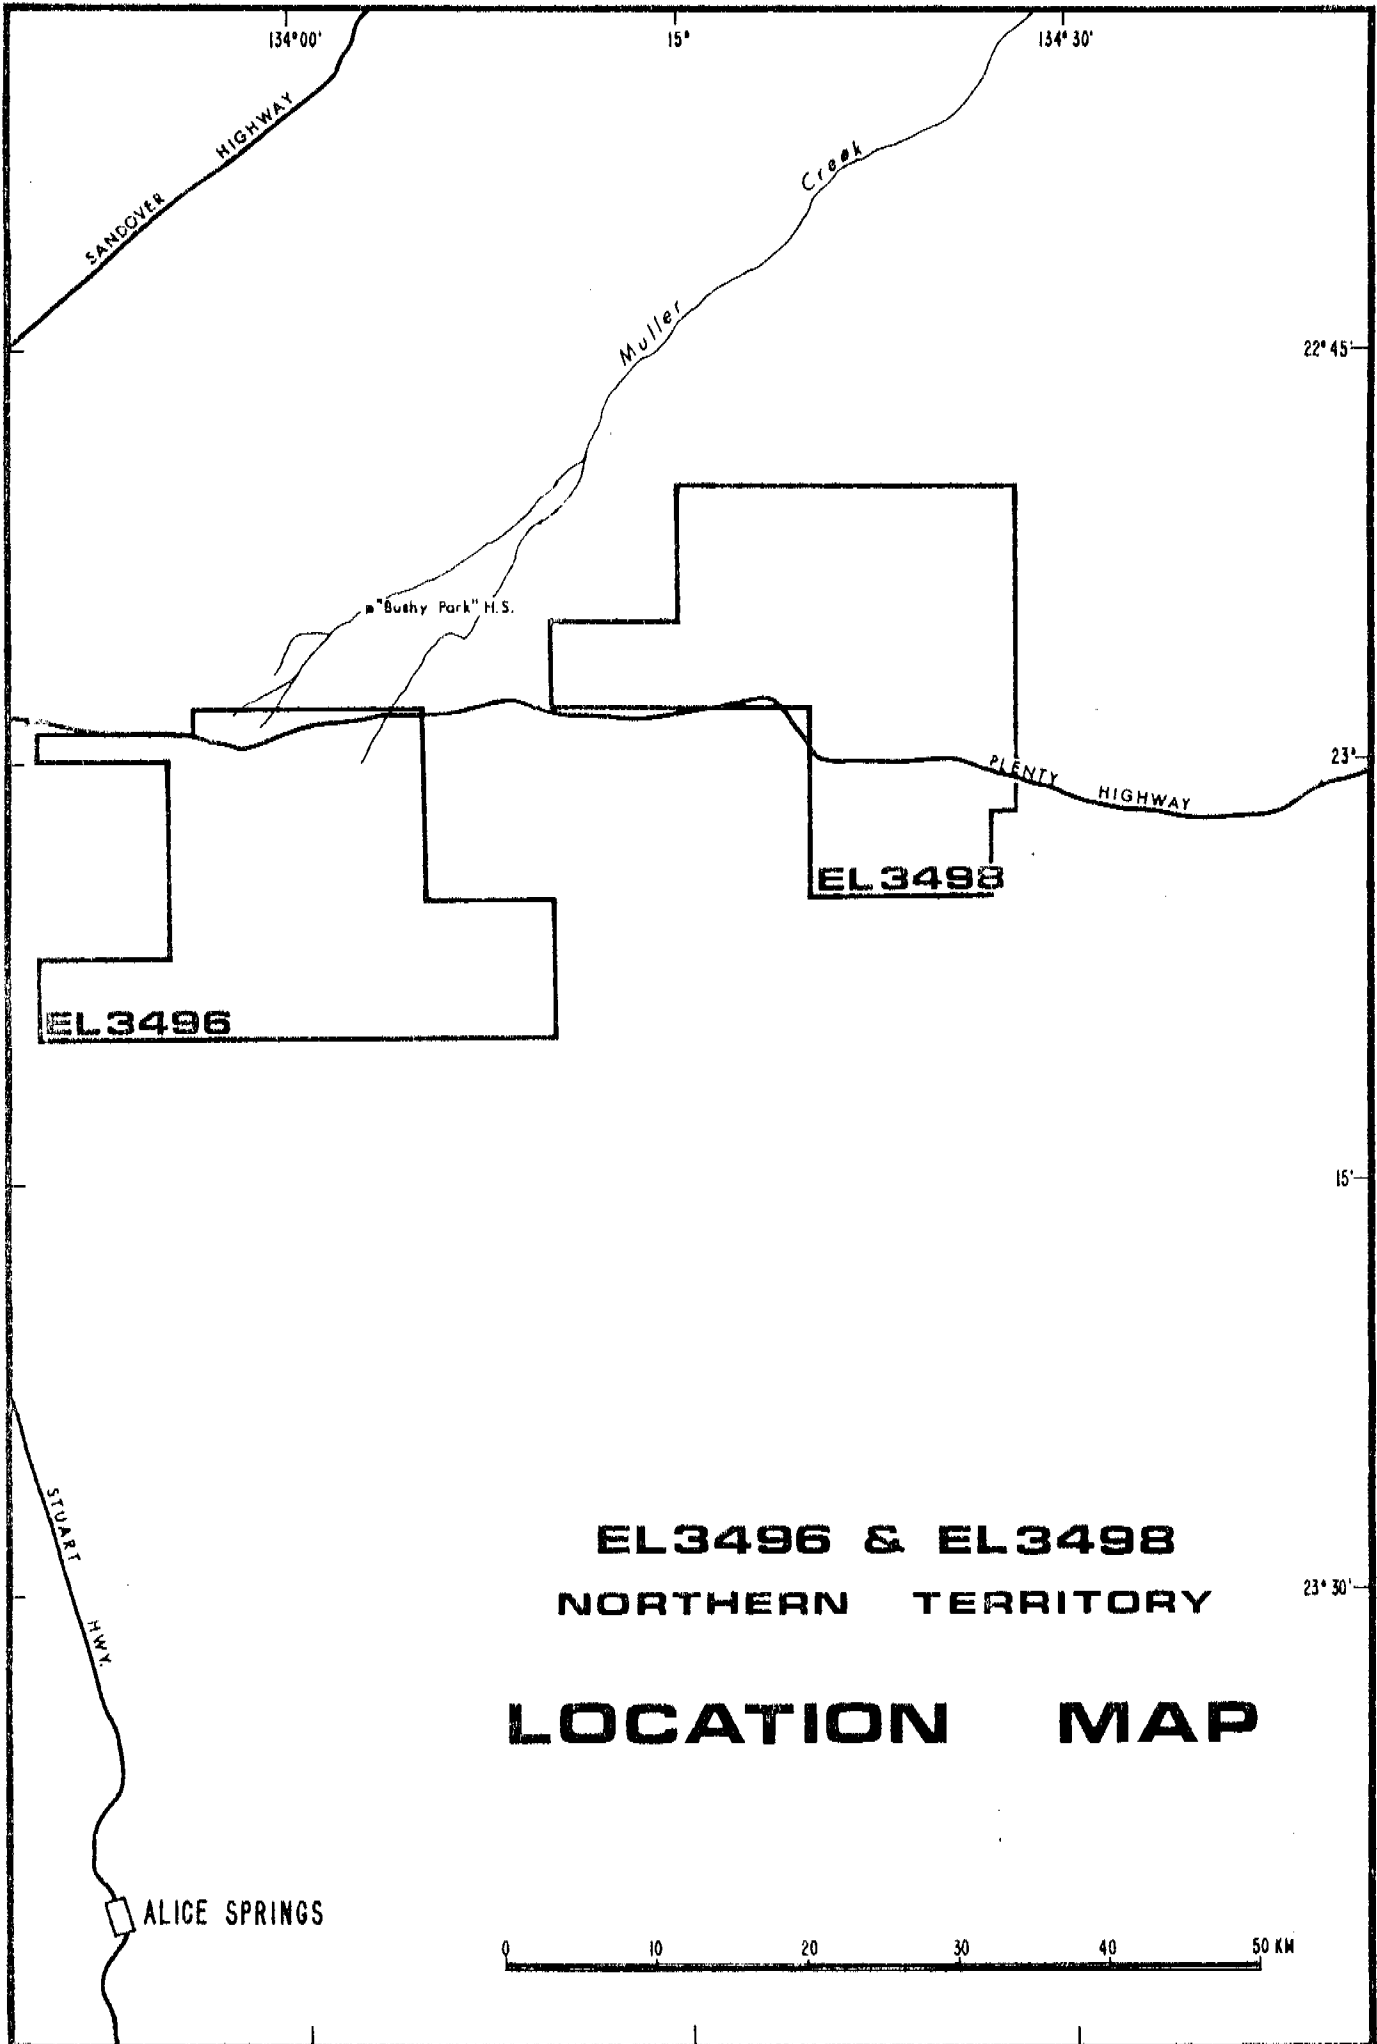 134°00'
15'
134°30'
SANDOVER HIGHWAY
Muller Creek
22°45'
"Bushy Park" H.S.
23°
PLENTY HIGHWAY
EL3498
EL3496
15'
STUART HWY.
EL3496 & EL3498
NORTHERN TERRITORY
23°30'
LOCATION MAP
ALICE SPRINGS
0 10 20 30 40 50 KM